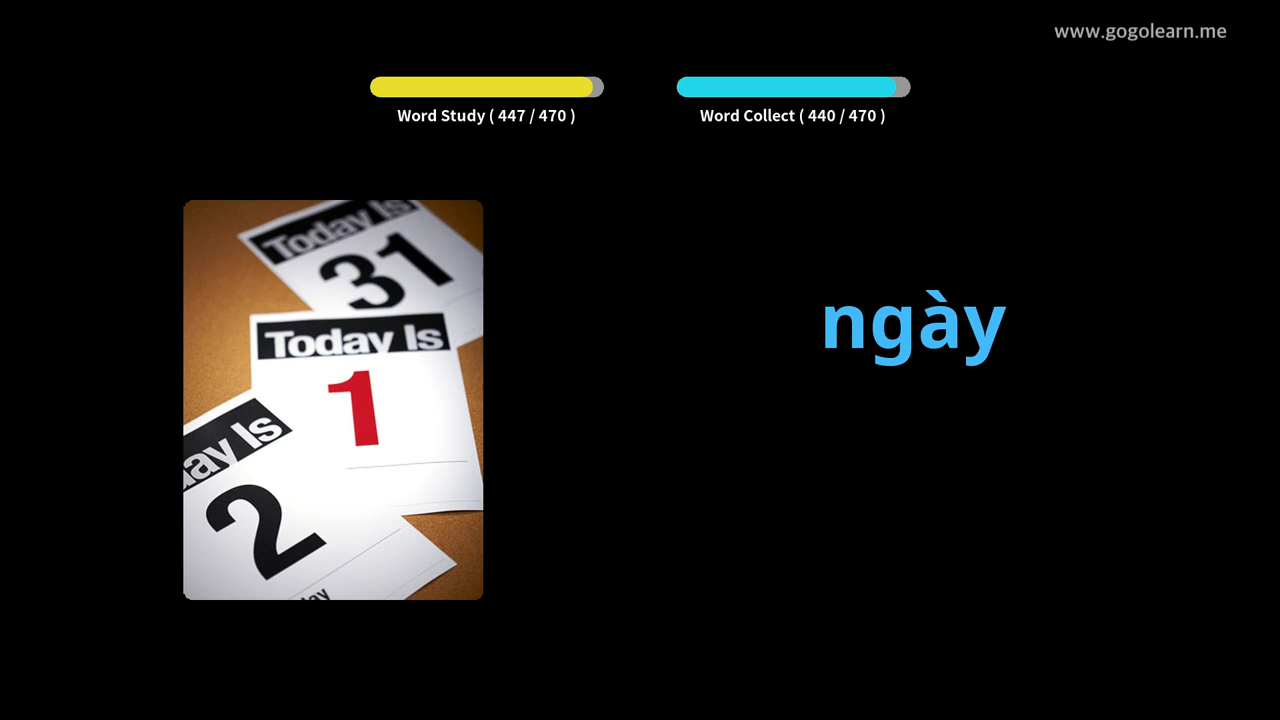 www.gogolearn.me
Word Study ( 447 / 470 )
Word Collect ( 440 / 470 )
Today Is
31
Today Is
1
ay Is
2
ay
ngày